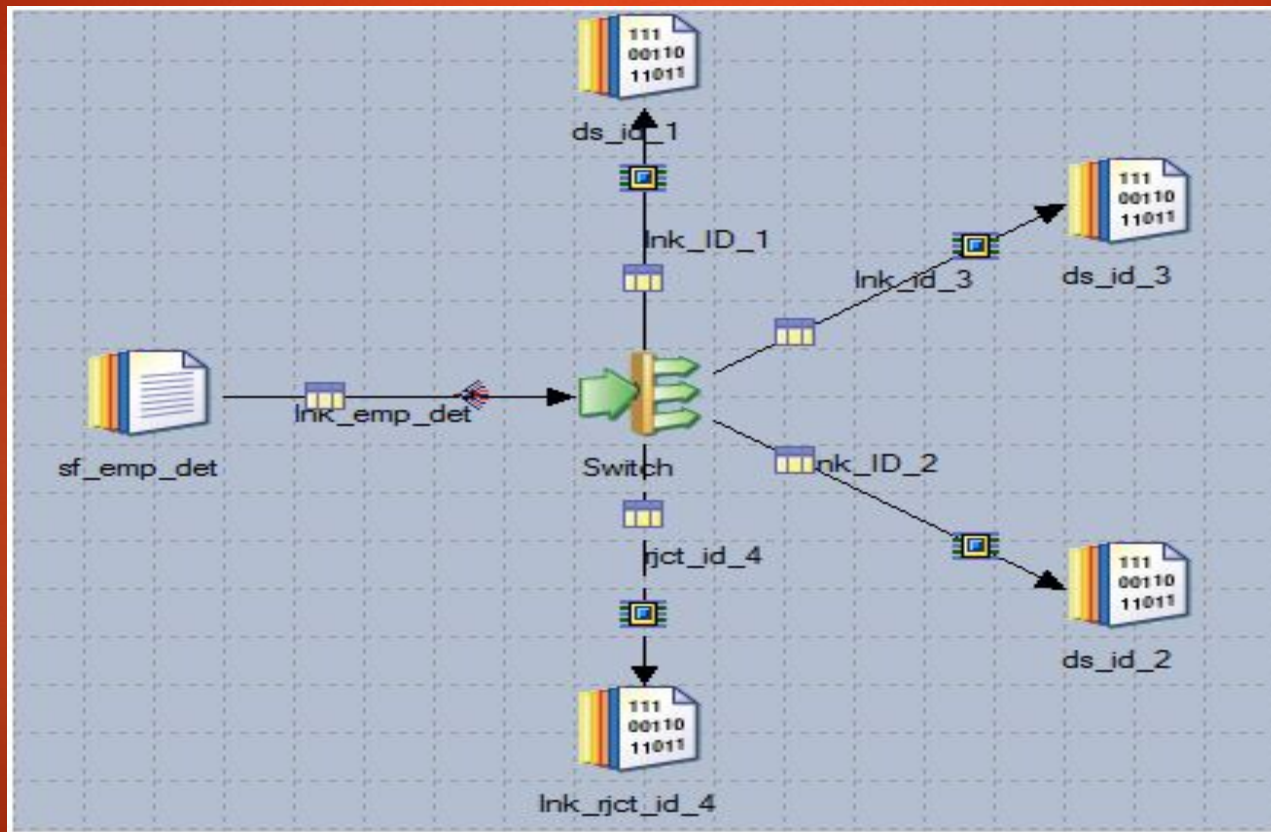 111
00110
11011
ds_id_1
lnk_ID_1
111
00110
11011
ds_id_3
lnk_id_3
lnk_emp_det
sf_emp_det
Switch
lnk_ID_2
rjct_id_4
111
00110
11011
ds_id_2
111
00110
11011
lnk_rjct_id_4